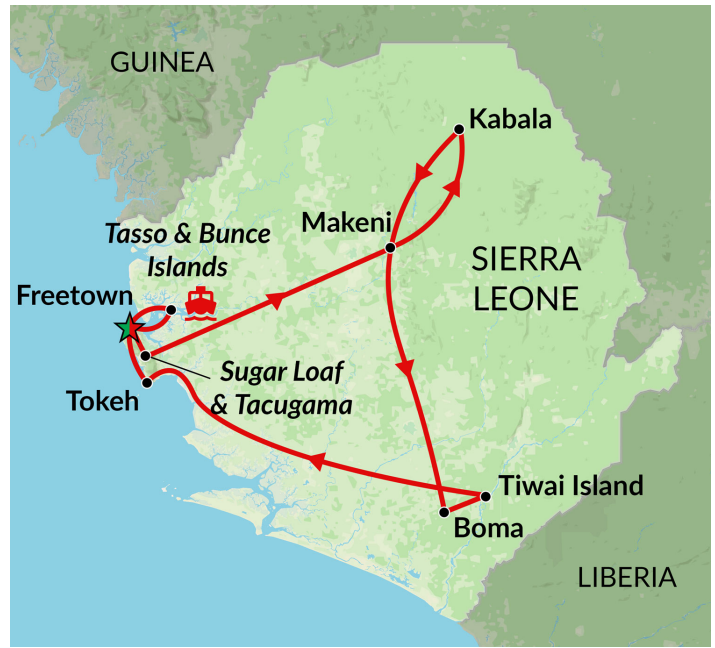 GUINEA
Kabala
Makeni
Tasso & Bunce
Islands
SIERRA
LEONE
Freetown
Sugar Loaf
& Tacugama
Tokeh
Tiwai Island
Boma
LIBERIA